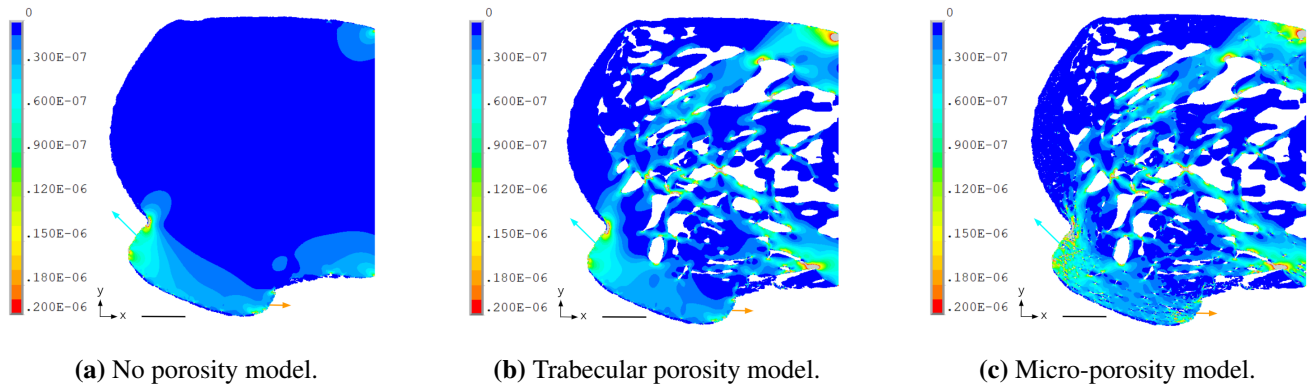 0
.300E-07
.600E-07
.900E-07
.120E-06
.150E-06
.180E-06
.200E-06
y
x
(a) No porosity model.
0
.300E-07
.600E-07
.900E-07
.120E-06
.150E-06
.180E-06
.200E-06
y
x
(b) Trabecular porosity model.
0
.300E-07
.600E-07
.900E-07
.120E-06
.150E-06
.180E-06
.200E-06
y
x
(c) Micro-porosity model.